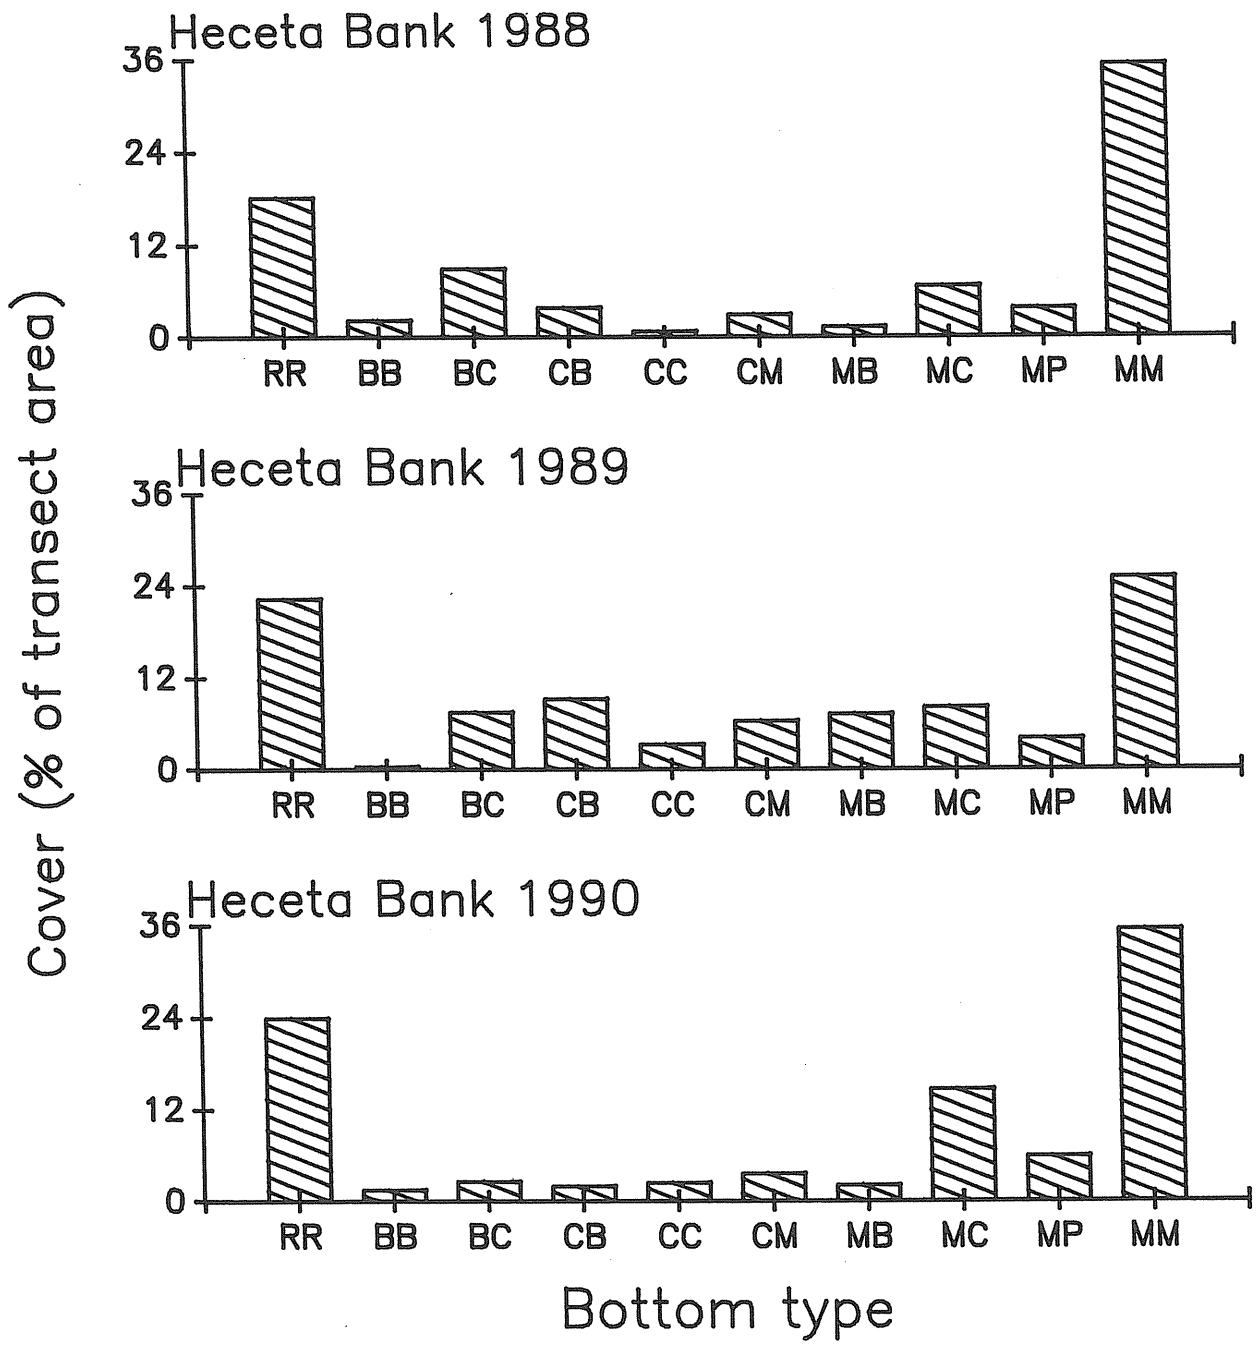 Heceta Bank 1988
36
24
12
0
RR BB BC CB CC CM MB MC MP MM
Heceta Bank 1989
36
24
12
0
RR BB BC CB CC CM MB MC MP MM
Heceta Bank 1990
36
24
12
0
RR BB BC CB CC CM MB MC MP MM
Cover (% of transect area)
Bottom type